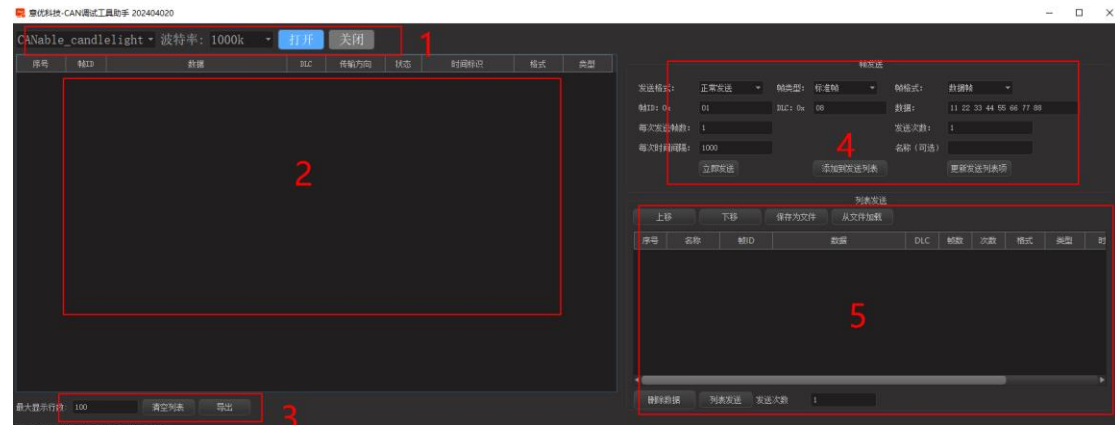 意优科技-CAN调试工具助手 202404020
CANable_candlelight 波特率: 1000k 打开 关闭 1
序号 帧ID 数据 DLC 传输方向 状态 时间标识 格式 类型
2
最大显示行数: 100 清空列表 导出 3
帧发送
发送格式: 正常发送 帧类型: 标准帧 帧格式: 数据帧
帧ID: 0x 01 DLC: 0x 08 数据: 11 22 33 44 55 66 77 88
每次发送帧数: 1 发送次数: 1
每次时间间隔: 1000 4 名称 (可选)
立即发送 添加到发送列表 更新发送列表项
列表发送
上移 下移 保存为文件 从文件加载
序号 名称 帧ID 数据 DLC 帧数 次数 格式 类型 时
5
删除数据 列表发送 发送次数 1